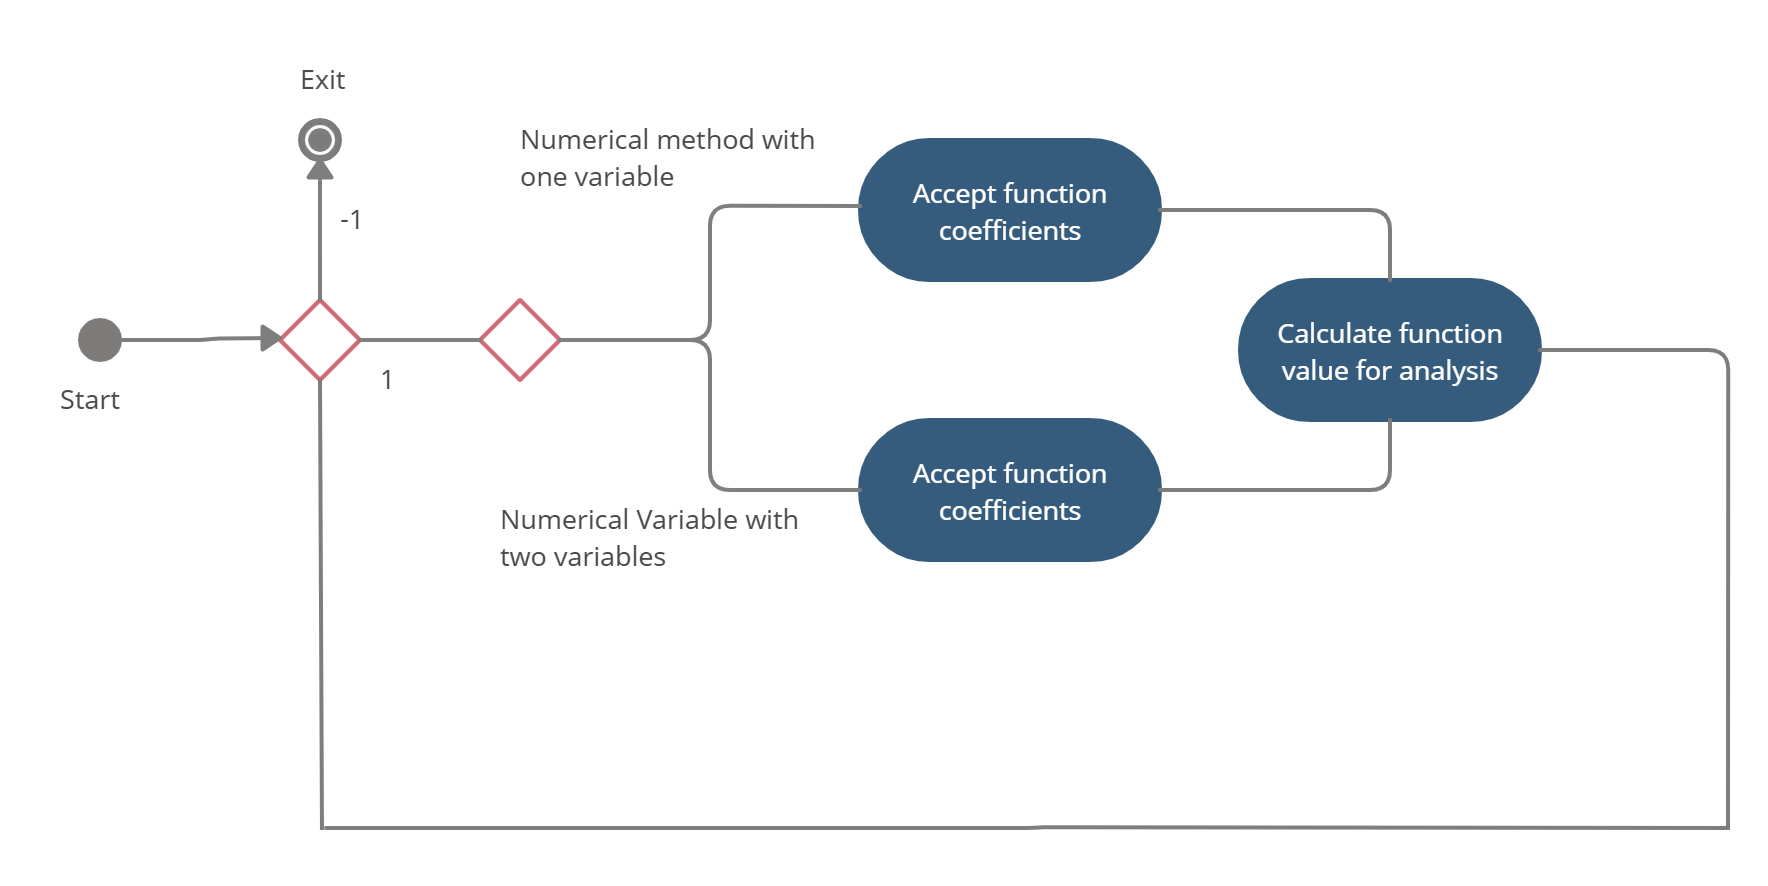 Exit
Numerical method with
one variable
Accept function
coefficients
-1
Calculate function
value for analysis
1
Start
Accept function
coefficients
Numerical Variable with
two variables